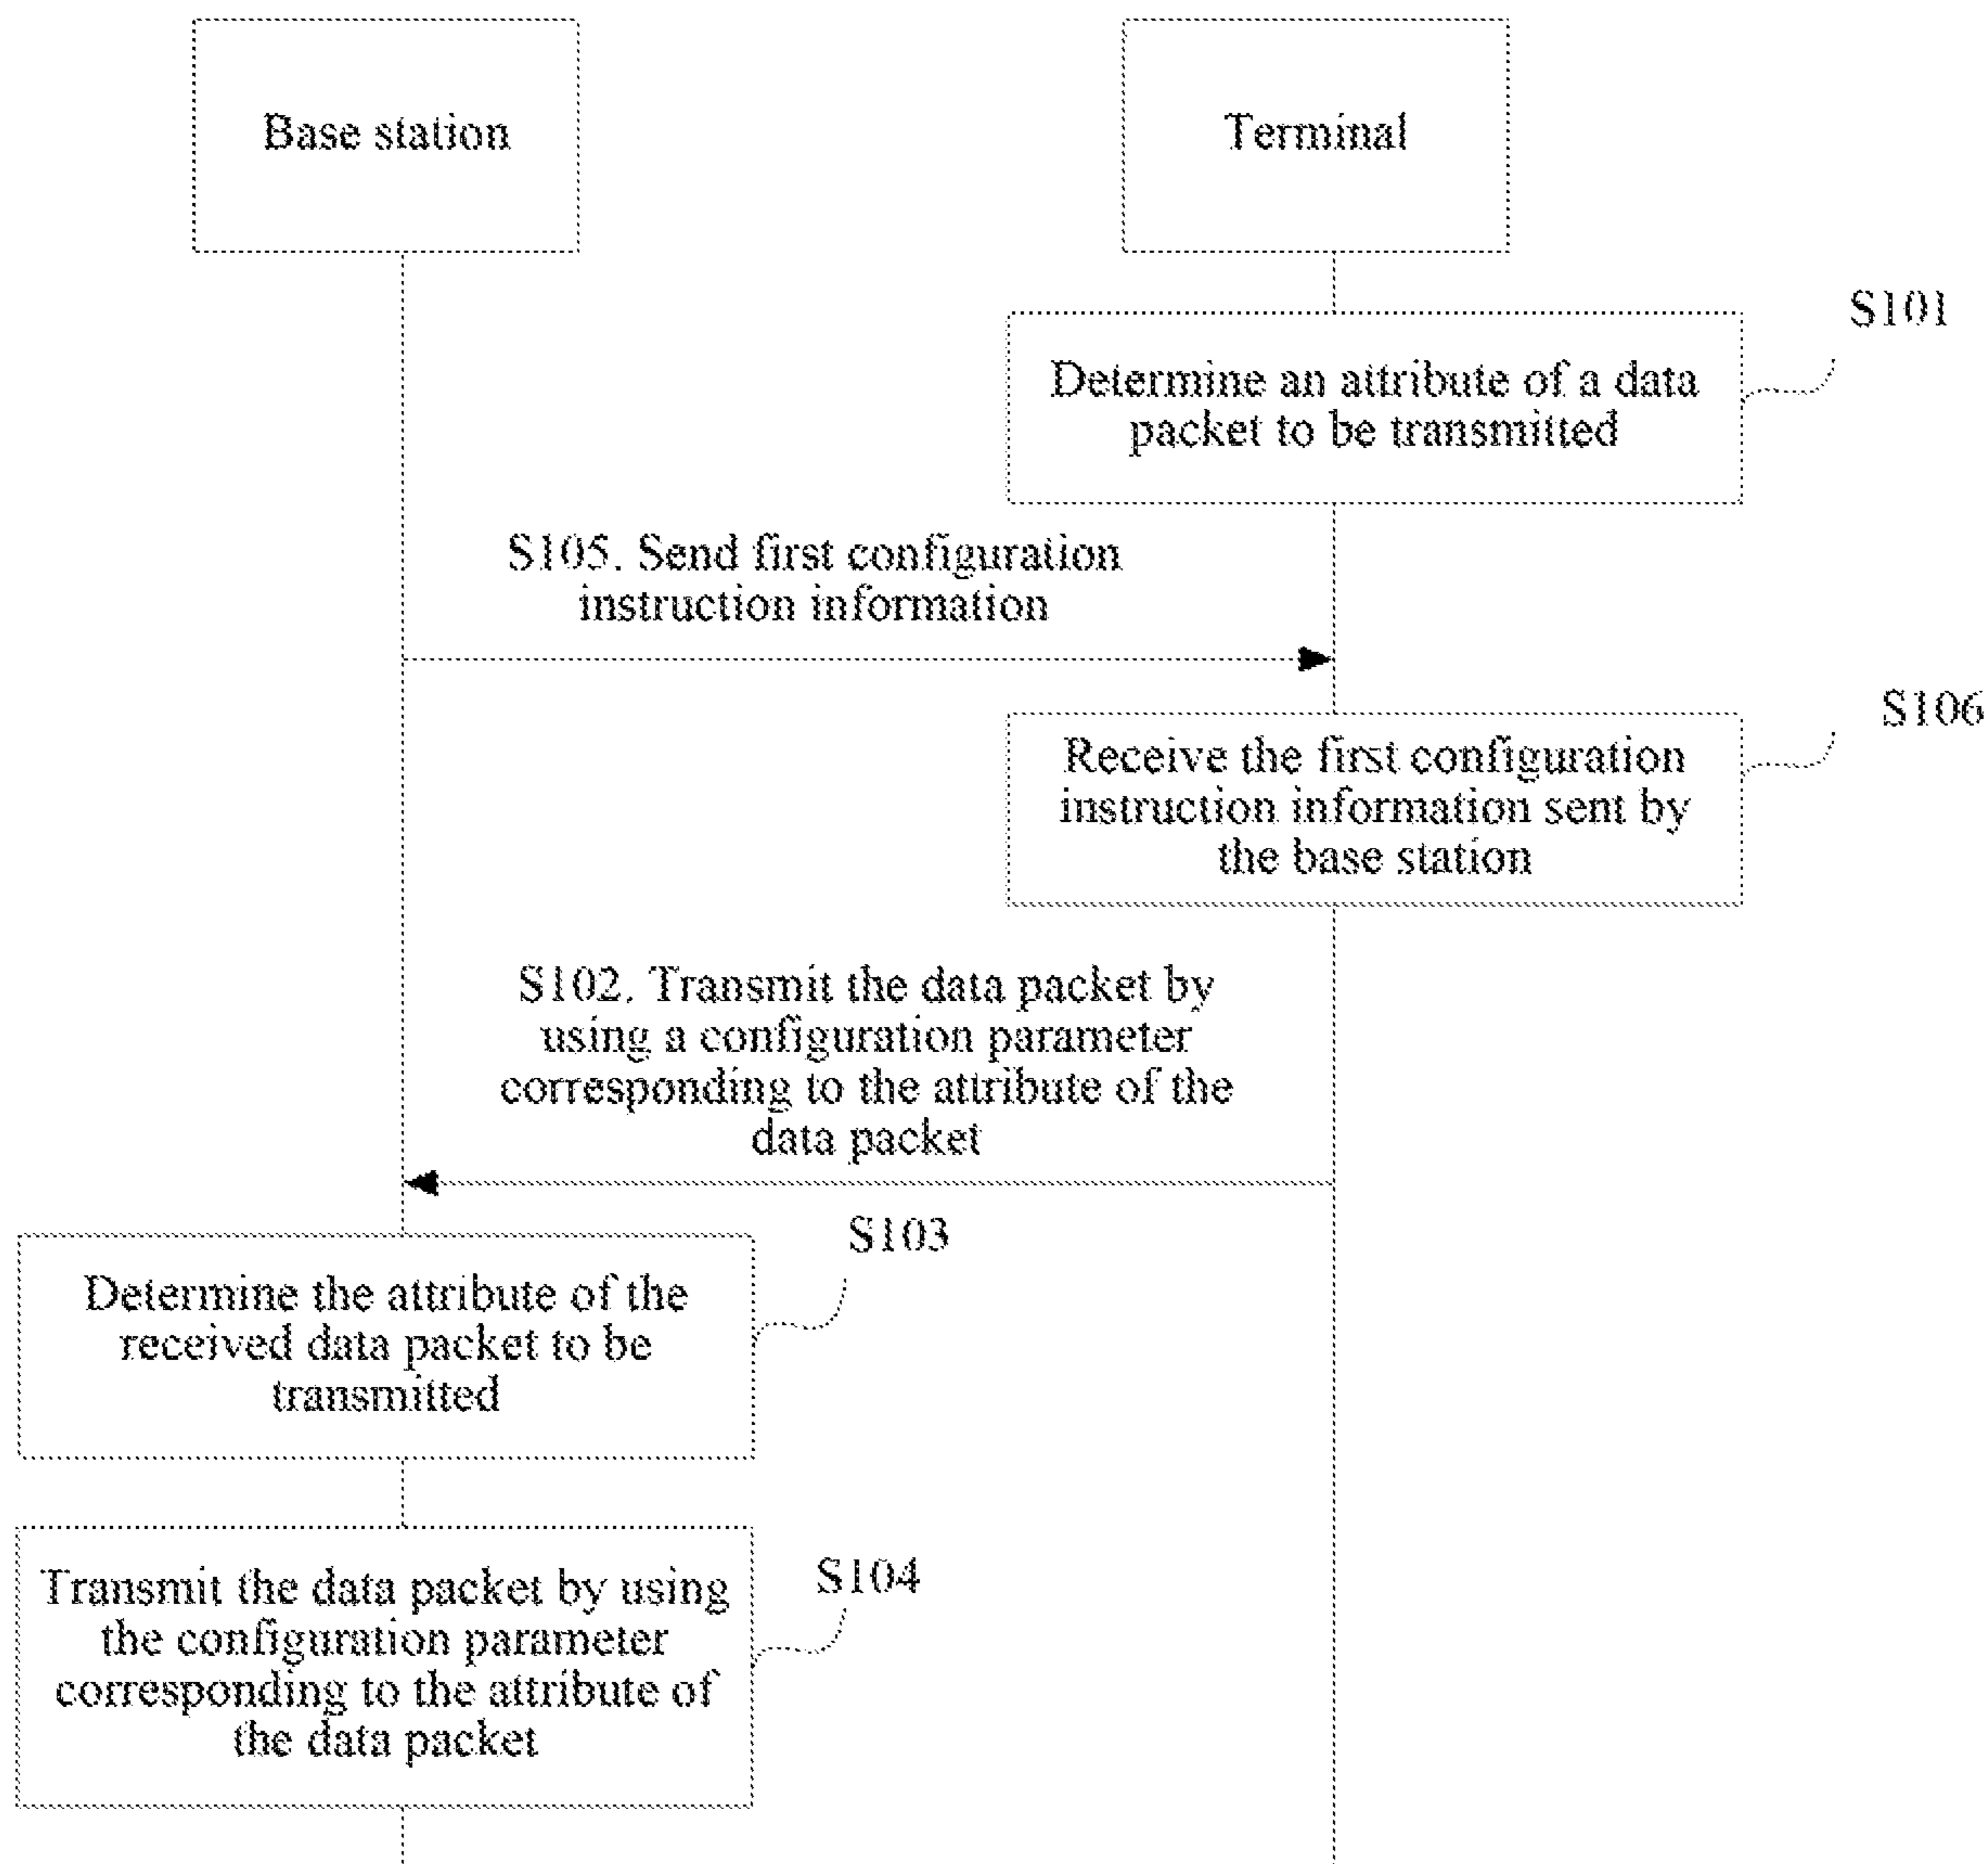 Base station
Terminal
S101
Determine an attribute of a data
packet to be transmitted
S105. Send first configuration
instruction information
S106
Receive the first configuration
instruction information sent by
the base station
S102. Transmit the data packet by
using a configuration parameter
corresponding to the attribute of the
data packet
S103
Determine the attribute of the
received data packet to be
transmitted
S104
Transmit the data packet by using
the configuration parameter
corresponding to the attribute of
the data packet